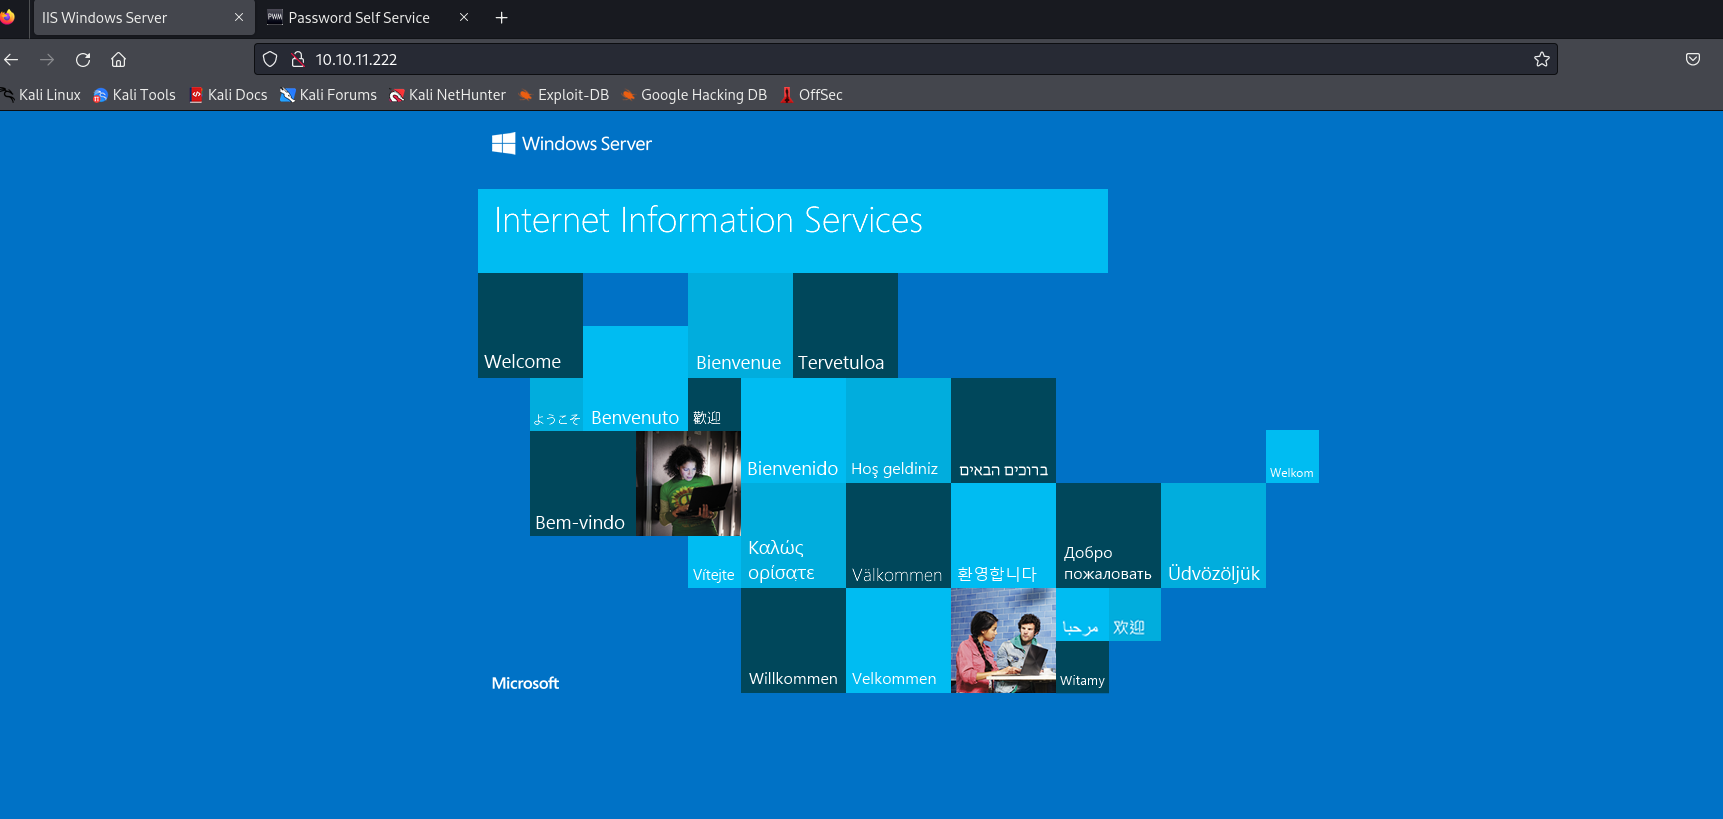 IIS Windows Server
PWM Password Self Service
10.10.11.222
Kali Linux Kali Tools Kali Docs Kali Forums Kali NetHunter Exploit-DB Google Hacking DB OffSec
Windows Server
Internet Information Services
Welcome
Bienvenue
Tervetuloa
ようこそ
Benvenuto
歡迎
Bienvenido
Hoş geldiniz
ברוכים הבאים
Welkom
Bem-vindo
Vítejte
Καλώς
ορίσατε
Välkommen
환영합니다
Добро
пожаловать
Üdvözöljük
Microsoft
Willkommen
Velkommen
مرحبا
欢迎
Witamy